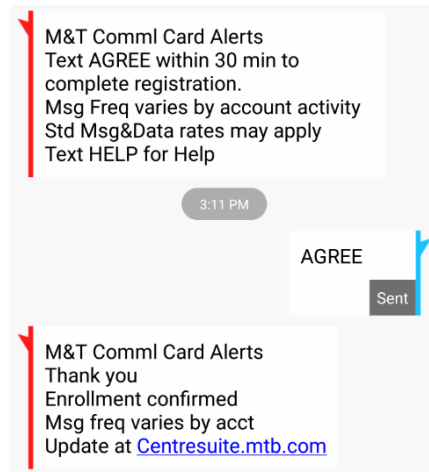 M&T Comml Card Alerts
Text AGREE within 30 min to
complete registration.
Msg Freq varies by account activity
Std Msg&Data rates may apply
Text HELP for Help
3:11 PM
AGREE
Sent
M&T Comml Card Alerts
Thank you
Enrollment confirmed
Msg freq varies by acct
Update at Centresuite.mtb.com